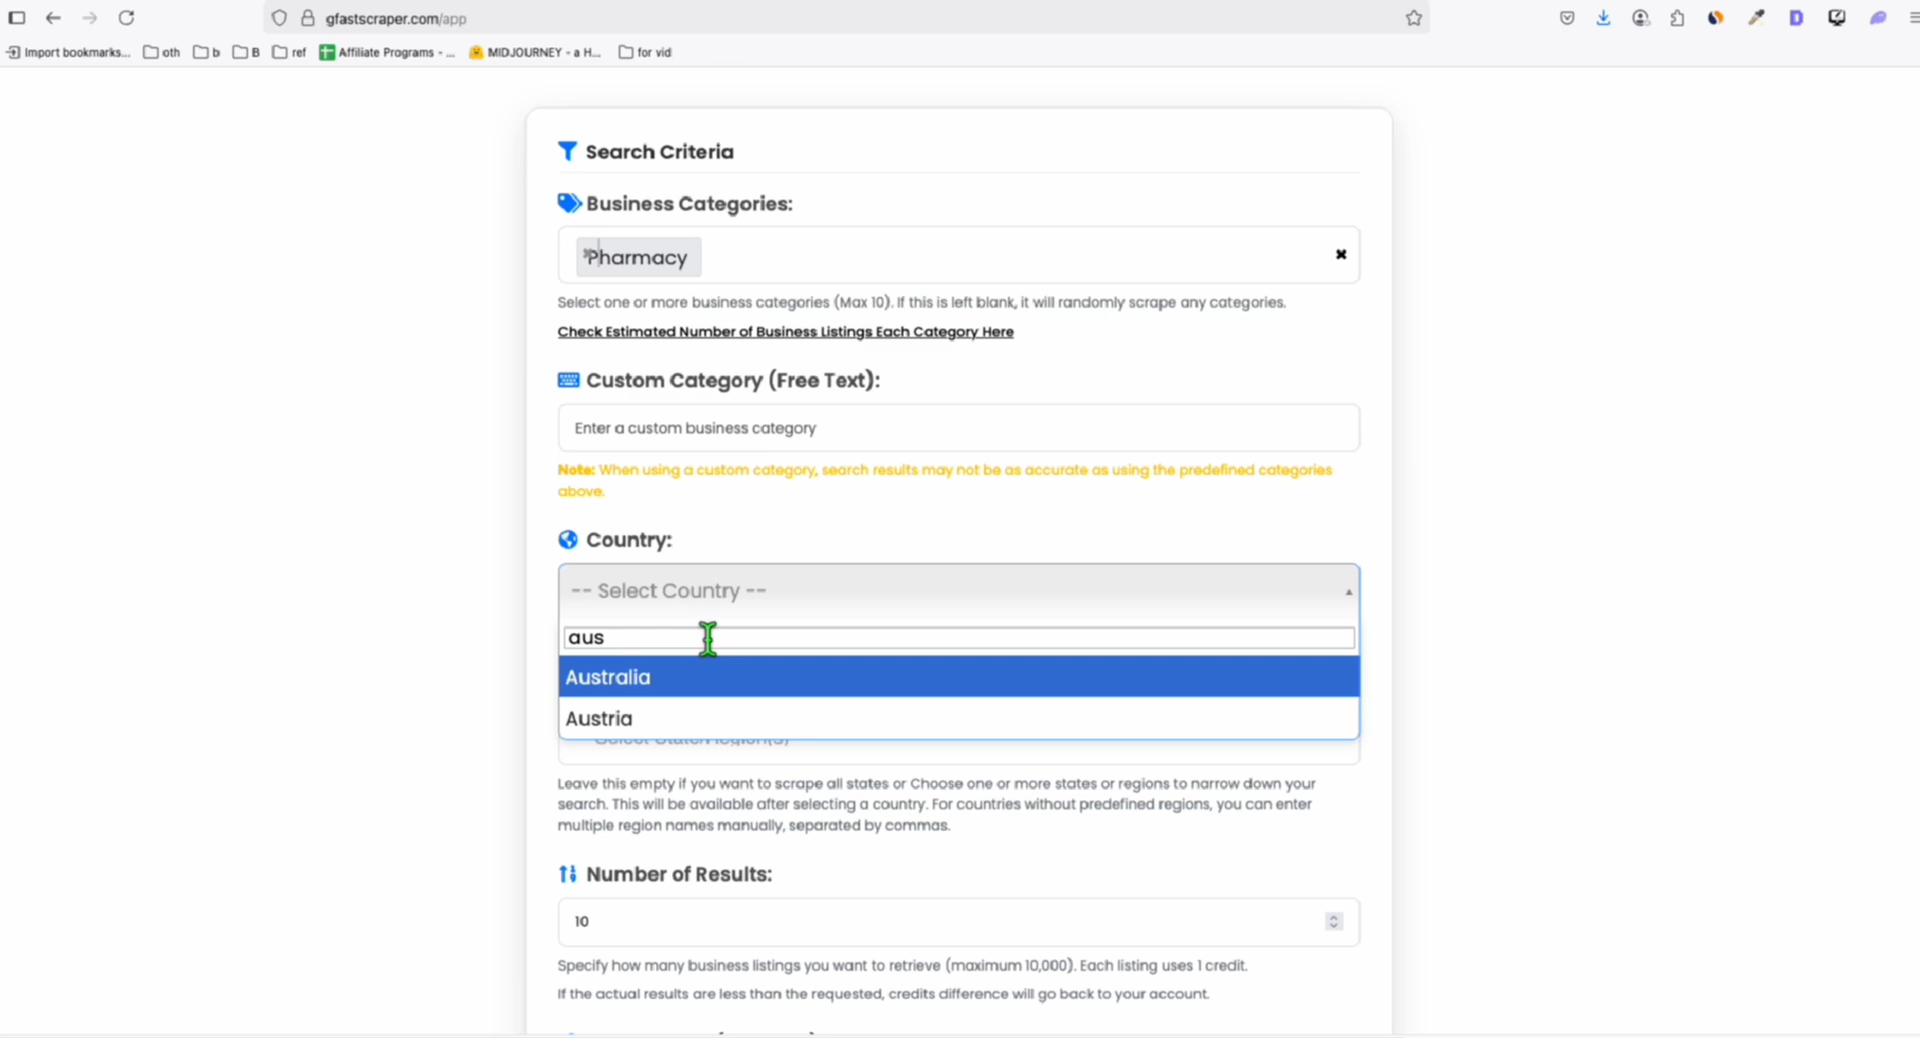 gfastscraper.com/app
Import bookmarks... oth b B ref Affiliate Programs - ... MIDJOURNEY - a H... for vid
Search Criteria
Business Categories:
Pharmacy
Select one or more business categories (Max 10). If this is left blank, it will randomly scrape any categories.
Check Estimated Number of Business Listings Each Category Here
Custom Category (Free Text):
Enter a custom business category
Note: When using a custom category, search results may not be as accurate as using the predefined categories
above.
Country:
-- Select Country --
aus
Australia
Austria
Leave this empty if you want to scrape all states or Choose one or more states or regions to narrow down your
search. This will be available after selecting a country. For countries without predefined regions, you can enter
multiple region names manually, separated by commas.
Number of Results:
10
Specify how many business listings you want to retrieve (maximum 10,000). Each listing uses 1 credit.
If the actual results are less than the requested, credits difference will go back to your account.